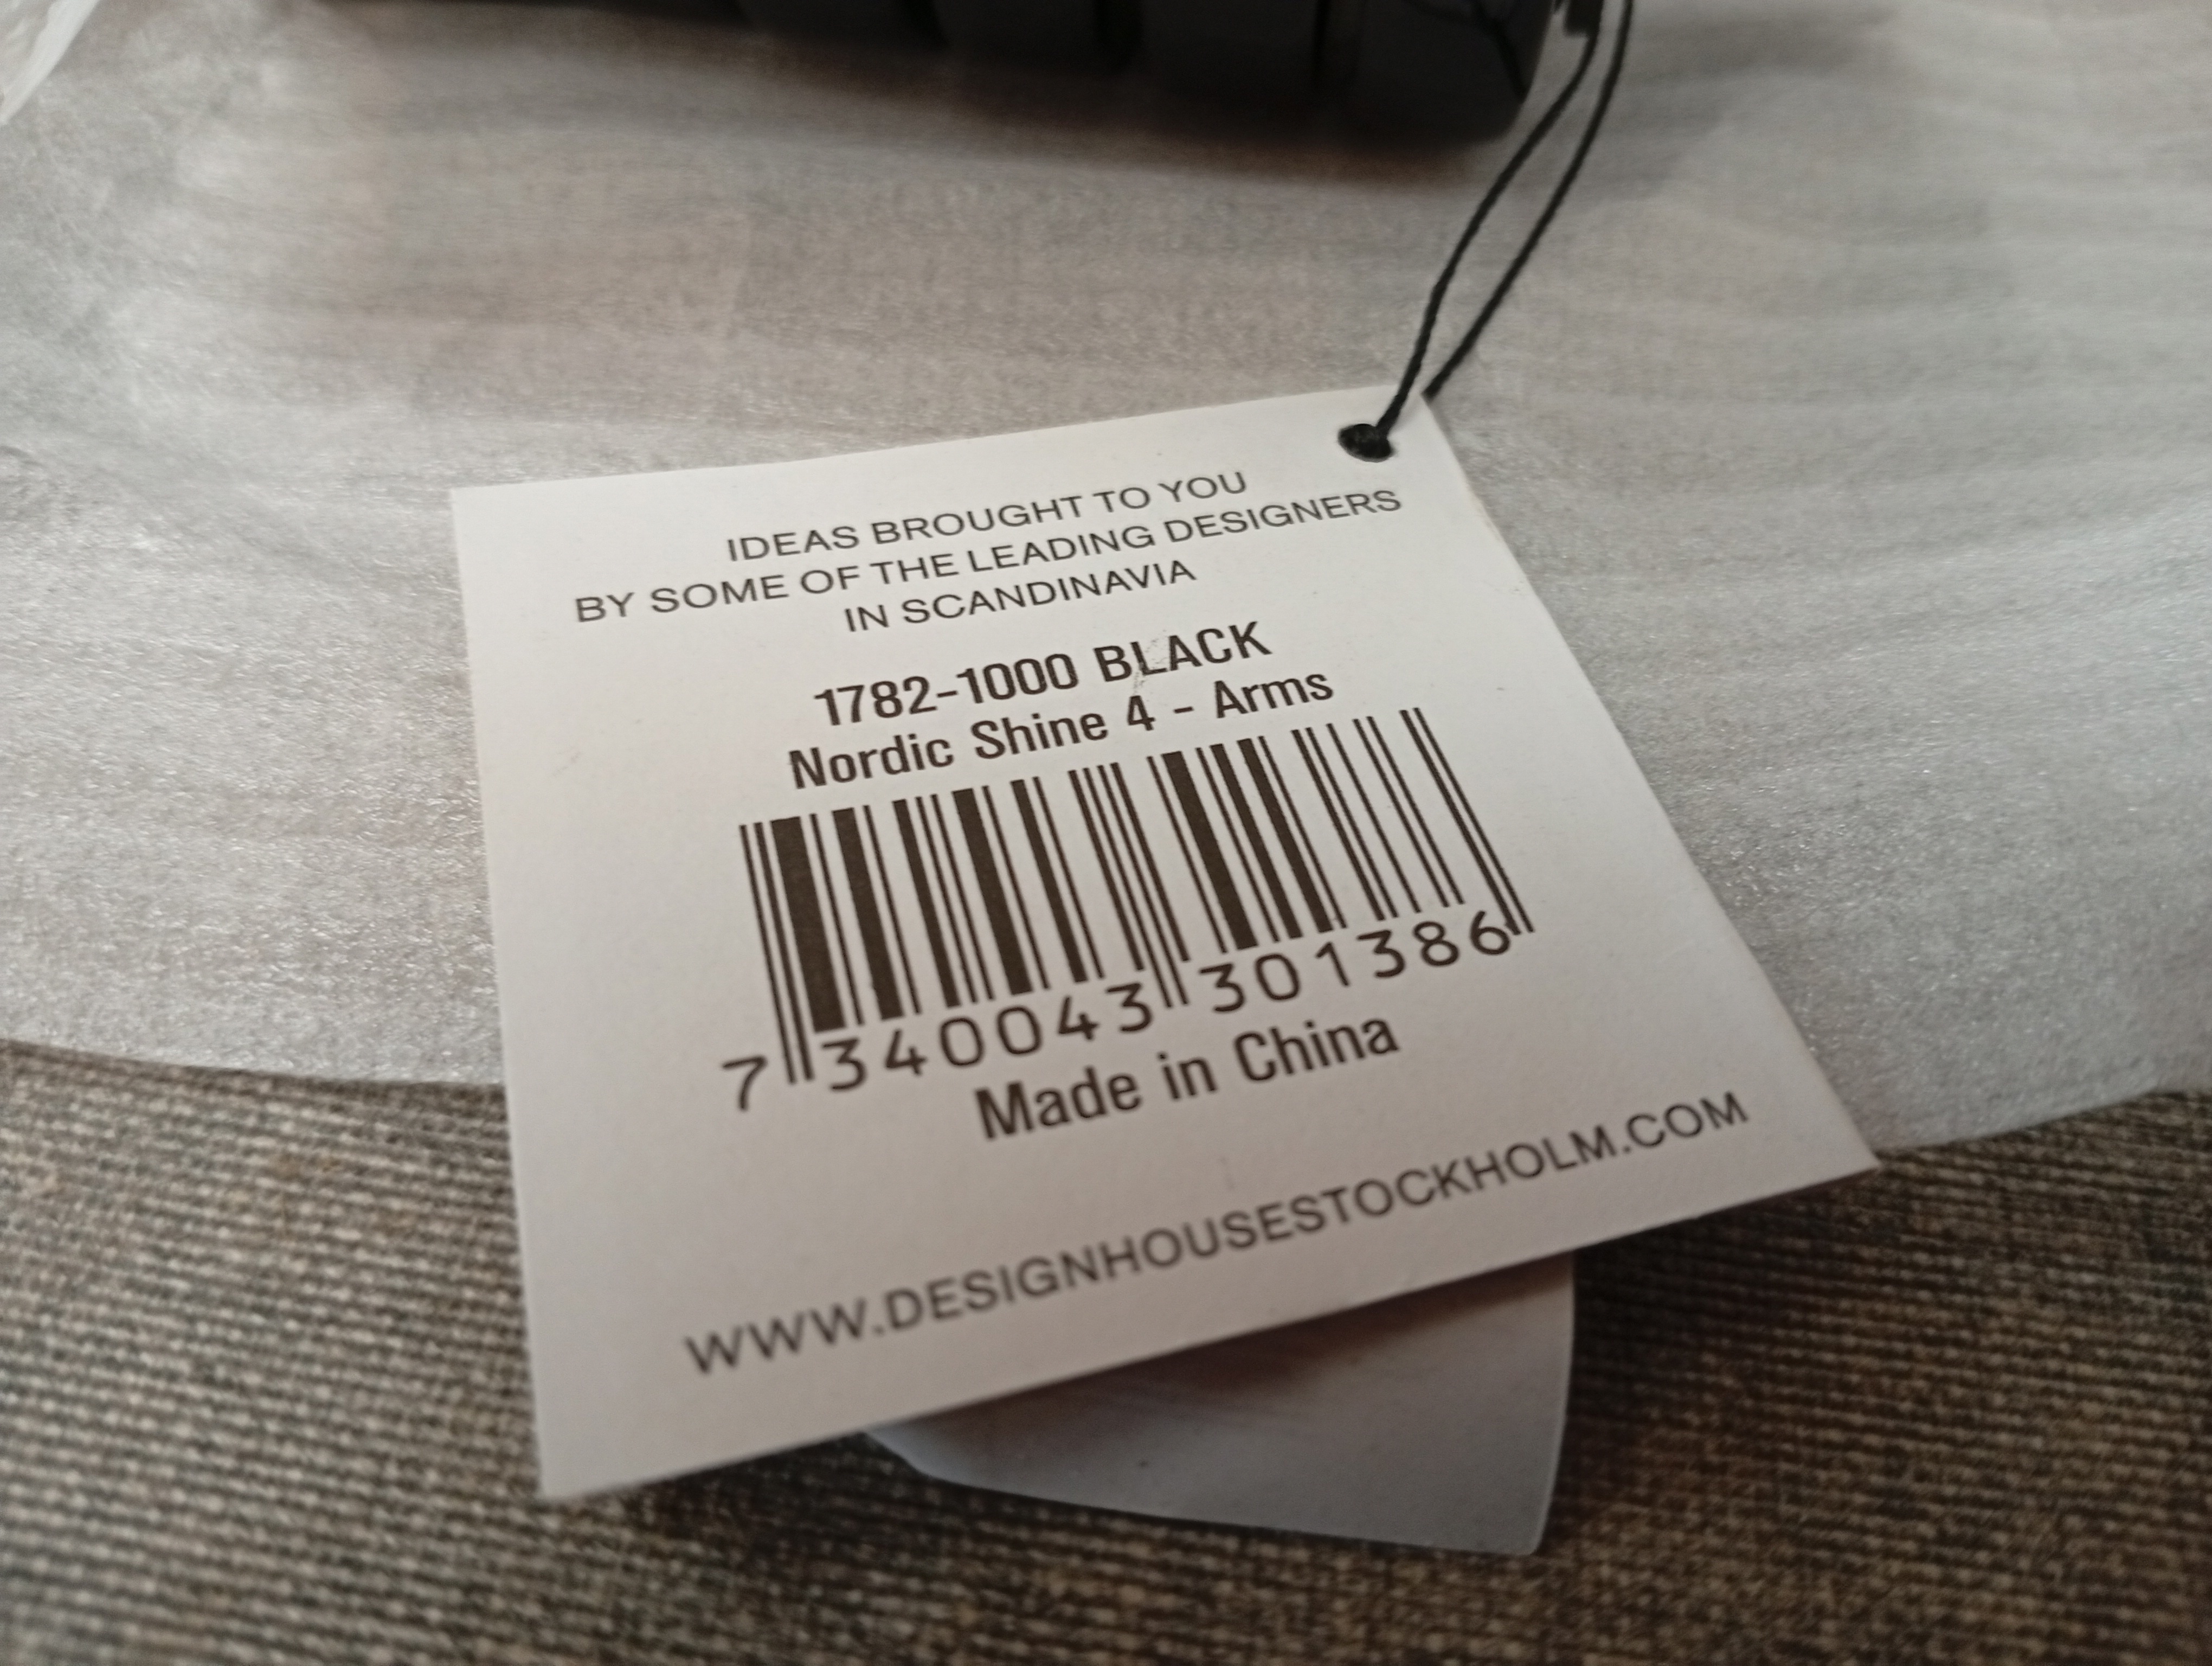 IDEAS BROUGHT TO YOU
BY SOME OF THE LEADING DESIGNERS
IN SCANDINAVIA
1782-1000 BLACK
Nordic Shine 4 - Arms
7 340043 301386
Made in China
WWW.DESIGNHOUSESTOCKHOLM.COM